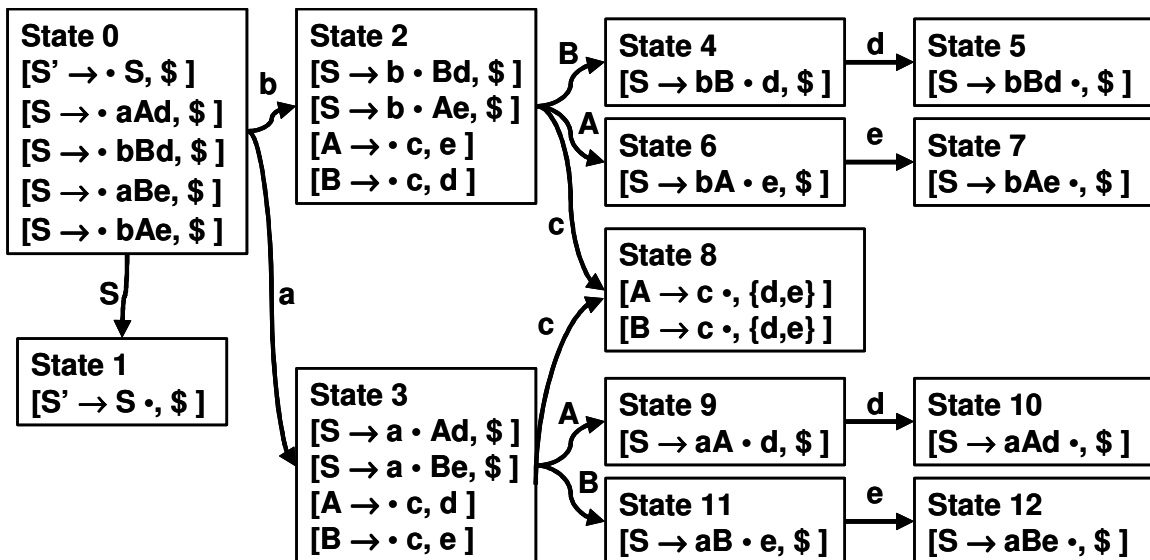 State 0
[S’ → • S, $ ]
[S → • aAd, $ ]
[S → • bBd, $ ]
[S → • aBe, $ ]
[S → • bAe, $ ]
S
State 1
[S’ → S •, $ ]
b
a
State 2
[S → b • Bd, $ ]
[S → b • Ae, $ ]
[A → • c, e ]
[B → • c, d ]
State 3
[S → a • Ad, $ ]
[S → a • Be, $ ]
[A → • c, d ]
[B → • c, e ]
B
A
c
c
A
B
State 4
[S → bB • d, $ ]
d
State 5
[S → bBd •, $ ]
State 6
[S → bA • e, $ ]
e
State 7
[S → bAe •, $ ]
State 8
[A → c •, {d,e} ]
[B → c •, {d,e} ]
State 9
[S → aA • d, $ ]
d
State 10
[S → aAd •, $ ]
State 11
[S → aB • e, $ ]
e
State 12
[S → aBe •, $ ]